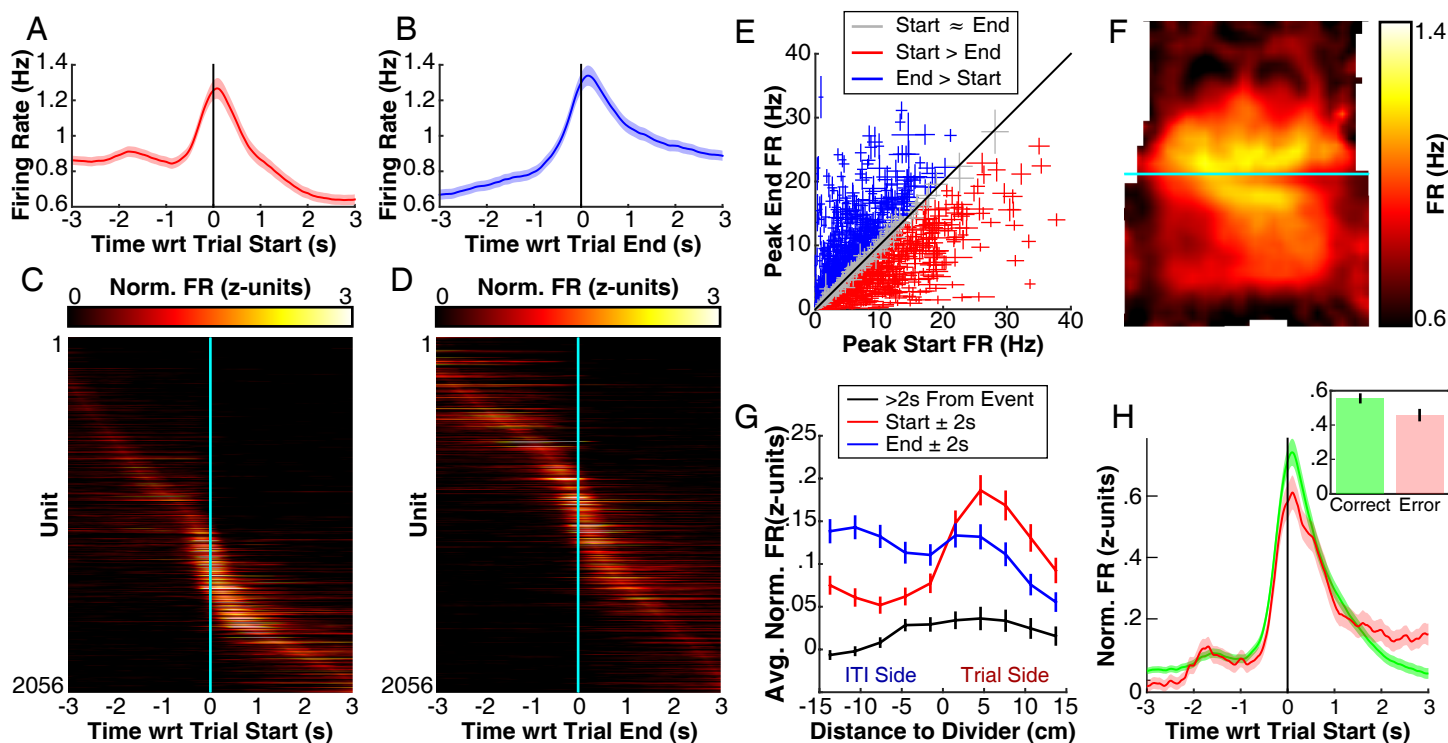 A
Firing Rate (Hz)
1.4
1.2
1
0.8
0.6
-3 -2 -1 0 1 2 3
Time wrt Trial Start (s)
B
Firing Rate (Hz)
1.4
1.2
1
0.8
0.6
-3 -2 -1 0 1 2 3
Time wrt Trial End (s)
C
Norm. FR (z-units)
0 3
Unit
1
2056
-3 -2 -1 0 1 2 3
Time wrt Trial Start (s)
D
Norm. FR (z-units)
0 3
1
2056
-3 -2 -1 0 1 2 3
Time wrt Trial End (s)
E
Start ≈ End
Start > End
End > Start
Peak End FR (Hz)
40
30
20
10
0
0 10 20 30 40
Peak Start FR (Hz)
F
1.4
FR (Hz)
0.6
G
>2s From Event
Start ± 2s
End ± 2s
Avg. Norm. FR(z-units)
.25
.2
.15
.1
.05
0
ITI Side
Trial Side
-15 -10 -5 0 5 10 15
Distance to Divider (cm)
H
Norm. FR (z-units)
.6
.4
.2
0
-3 -2 -1 0 1 2 3
Time wrt Trial Start (s)
.6
.4
.2
0
Correct Error